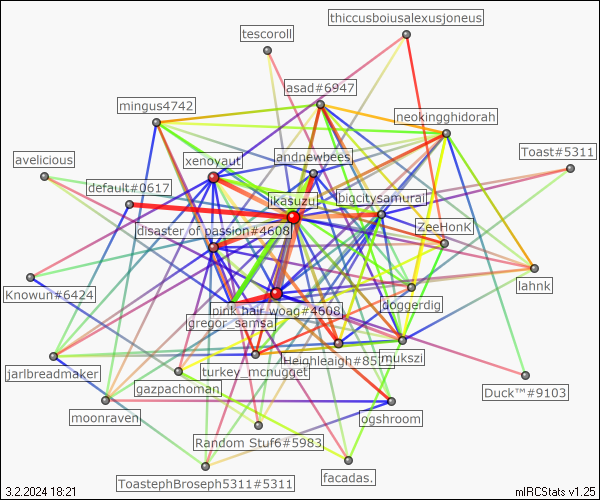 thiccusboiusalexusjoneus
tescoroll
asad#6947
mingus4742
neokingghidorah
Toast#5311
avelicious
xenoyaut
andnewbees
default#0617
ikasuzu
bigcitysamurai
ZeeHonK
disaster of passion#4608
lahnk
Knowun#6424
doggerdig
pink hair woag#4608
gregor_samsa
mukszi
Heighleaigh#85
jarlbreadmaker
turkey_mcnugget
gazpachoman
Duck™#9103
moonraven
ogshroom
Random Stuf6#5983
facadas.
ToastephBroseph5311#5311
3.2.2024 18:21
mIRCStats v1.25